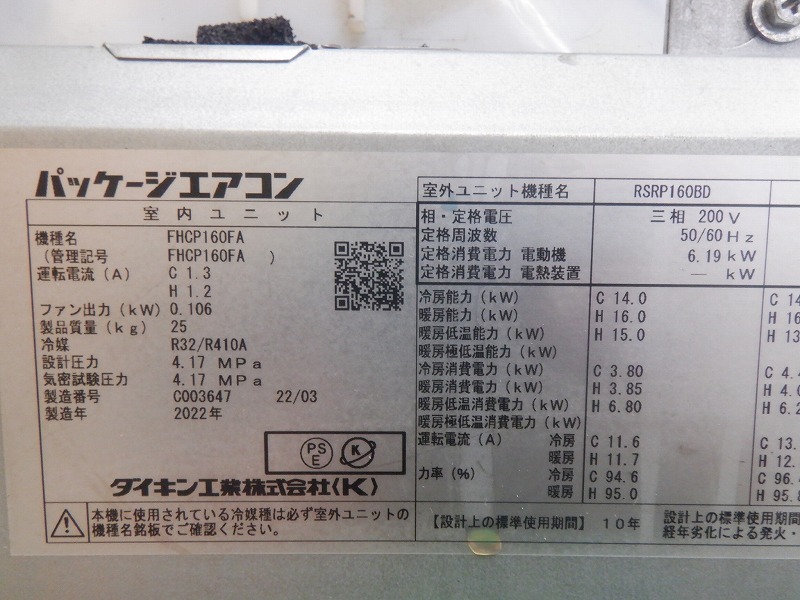 パッケージエアコン
室内ユニット
機種名 FHCP160FA
(管理記号 FHCP160FA )
運転電流(A) C 1.3
H 1.2
ファン出力(kW) 0.106
製品質量(kg) 25
冷媒 R32/R410A
設計圧力 4.17 MPa
気密試験圧力 4.17 MPa
製造番号 C003647 22/03
製造年 2022年
PS
E
K
ダイキン工業株式会社(K)
本機に使用されている冷媒種は必ず室外ユニットの
機種名銘板でご確認ください。
室外ユニット機種名 RSRP160BD
相・定格電圧 三相 200V
定格周波数 50/60Hz
定格消費電力 電動機 6.19 kW
定格消費電力 電熱装置 — kW
冷房能力(kW) C 14.0 C 14
暖房能力(kW) H 16.0 H 16
暖房低温能力(kW) H 15.0 H 13
暖房極低温能力(kW)
冷房消費電力(kW) C 3.80 C 4.4
暖房消費電力(kW) H 3.85 H 4.0
暖房低温消費電力(kW) H 6.80 H 6.2
暖房極低温消費電力(kW)
運転電流(A) 冷房 C 11.6 C 13.
暖房 H 11.7 H 12.
力率(%) 冷房 C 94.6 C 96.
暖房 H 95.0 H 95.8
【設計上の標準使用期間】 10年 設計上の標準使用期間
経年劣化による発火・